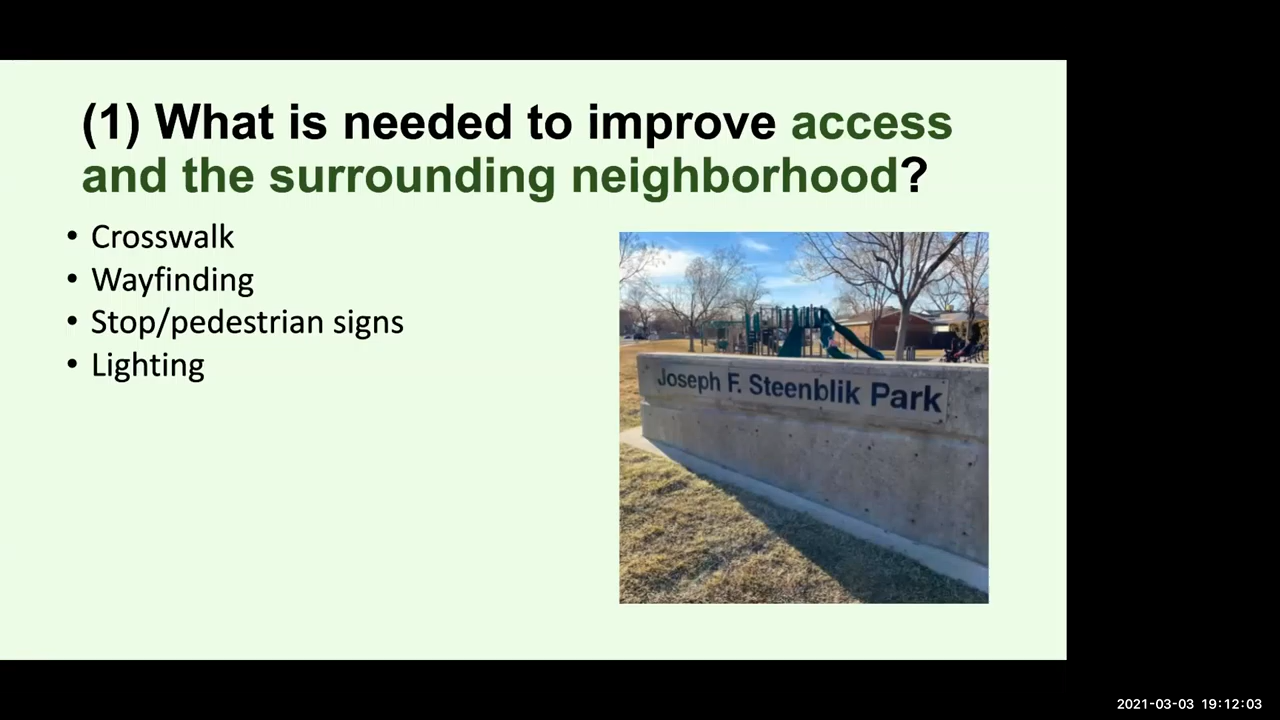 (1) What is needed to improve access
and the surrounding neighborhood?
• Crosswalk
• Wayfinding
• Stop/pedestrian signs
• Lighting
Joseph F. Steenblik Park
2021-03-03 19:12:03